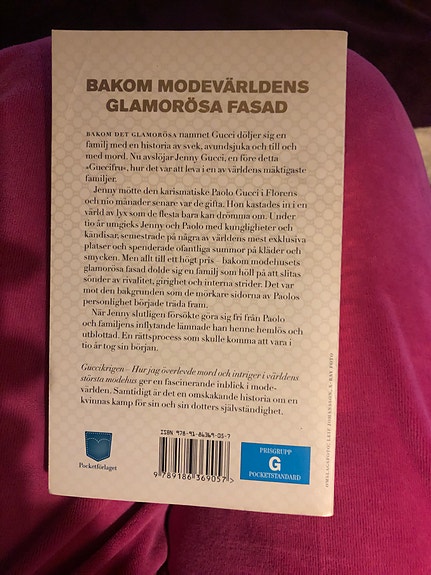 BAKOM MODEVÄRLDENS
GLAMORÖSA FASAD
BAKOM DET GLAMORÖSA namnet Gucci döljer sig en
familj med en historia av svek, avundsjuka och till och
med mord. Nu avslöjar Jenny Gucci, en före detta
»Guccifru», hur det var att leva i en av världens mäktigaste
familjer.
Jenny mötte den karismatiske Paolo Gucci i Florens
och nio månader senare var de gifta. Hon kastades in i en
värld av lyx som de flesta bara kan drömma om. Under
tio år umgicks Jenny och Paolo med kungligheter och
kändisar, semestrade på några av världens mest exklusiva
platser och spenderade ofantliga summor på kläder och
smycken. Men allt till ett högt pris – bakom modehusets
glamorösa fasad dolde sig en familj som höll på att slitas
sönder av rivalitet, girighet och interna strider. Det var
mot den bakgrunden som de mörkare sidorna av Paolos
personlighet började träda fram.
När Jenny slutligen försökte göra sig fri från Paolo
och familjens inflytande lämnade han henne hemlös och
utblottad. En rättsprocess som skulle komma att vara i
tio år tog sin början.
Guccikrigen – Hur jag överlevde mord och intriger i världens
största modehus ger en fascinerande inblick i mode-
världen. Samtidigt är det en omskakande historia om en
kvinnas kamp för sin och sin dotters självständighet.
ISBN 978-91-86369-05-7
9 789186 369057 >
Pocketförlaget
PRISGRUPP
G
POCKETSTANDARD